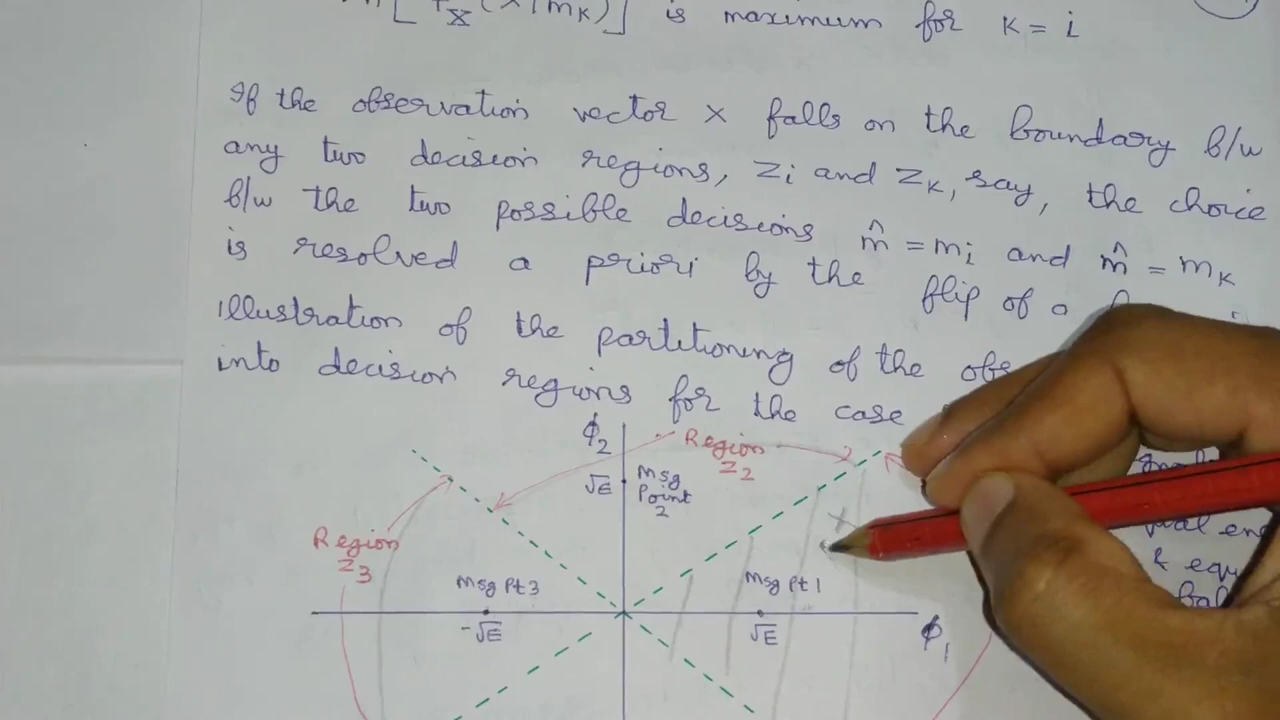 (x|mk)] is maximum for K = i
If the observation vector x falls on the boundary b/w
any two decision regions, Zi and ZK, say, the choice
b/w the two possible decisions m̂ = mi and m̂ = mK
is resolved a priori by the flip of a
illustration of the partitioning of the
into decision regions for the case
ϕ2
Region
Z2
√E
Msg
Point
2
Region
Z3
x
Msg Pt 3
Msg Pt 1
& equ
-√E
√E
ϕ1